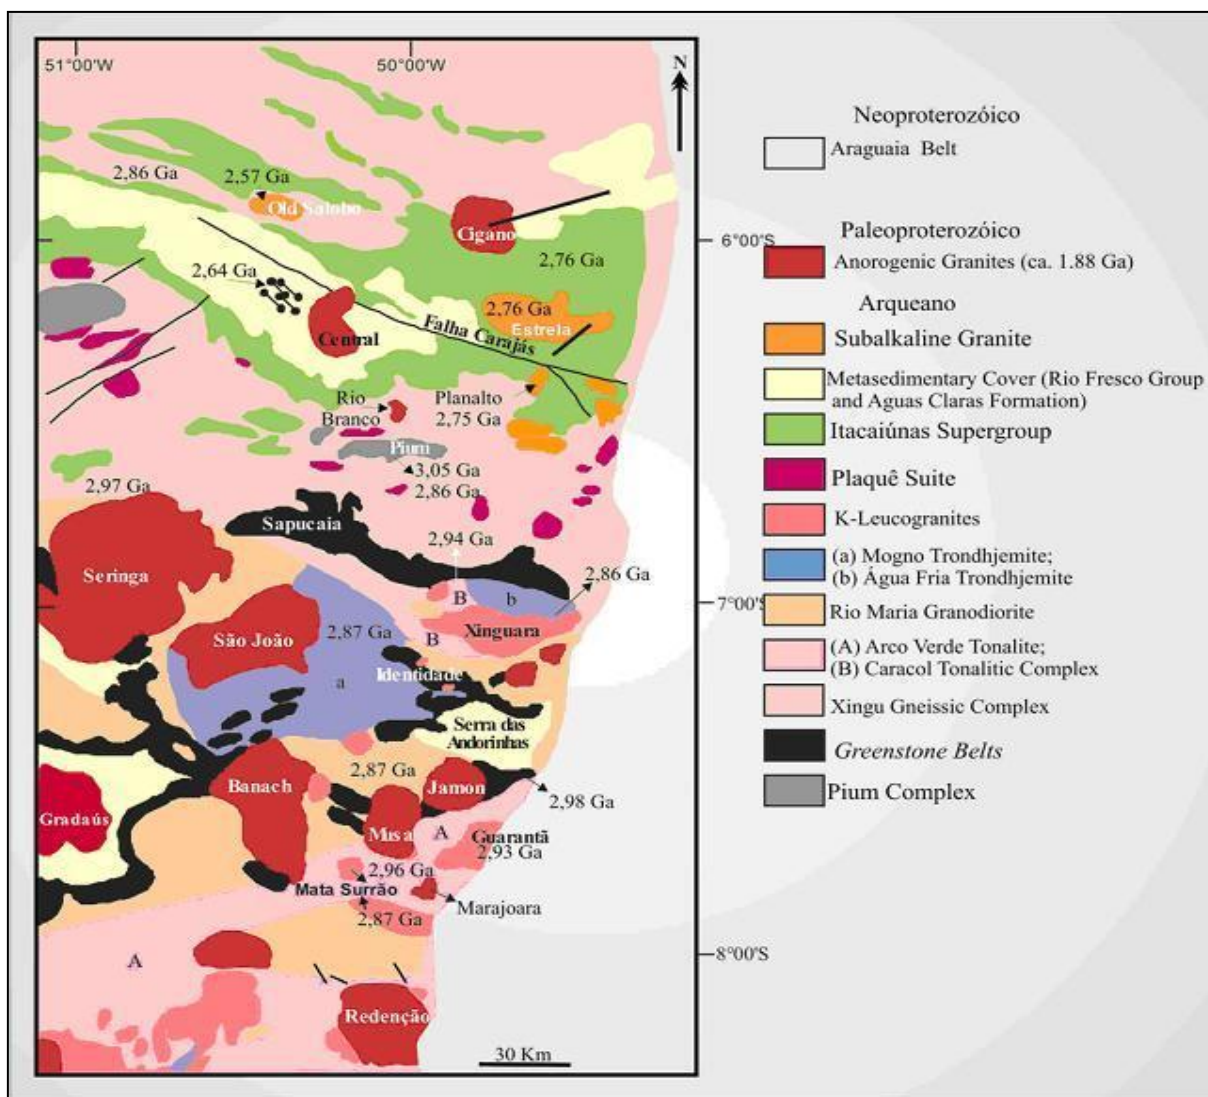 51°00'W
50°00'W
N
2,86 Ga
2,57 Ga
Old Salobo
Cigano
6°00'S
2,76 Ga
2,64 Ga
2,76 Ga
Estrela
Central
Falha Carajás
Rio
Branco
Planalto
2,75 Ga
Pium
3,05 Ga
2,86 Ga
2,97 Ga
Sapucaia
2,94 Ga
Seringa
2,86 Ga
B
b
7°00'S
São João
2,87 Ga
B
Xinguara
Identidade
a
Serra das
Andorinhas
2,87 Ga
Banach
Jamon
2,98 Ga
Gradaús
Musa
A
Guarantã
2,93 Ga
2,96 Ga
Mata Surrão
Marajoara
2,87 Ga
A
8°00'S
Redenção
30 Km
Neoproterozóico
Araguaia Belt
Paleoproterozóico
Anorogenic Granites (ca. 1.88 Ga)
Arqueano
Subalkaline Granite
Metasedimentary Cover (Rio Fresco Group
and Aguas Claras Formation)
Itacaiúnas Supergroup
Plaquê Suite
K-Leucogranites
(a) Mogno Trondhjemite;
(b) Água Fria Trondhjemite
Rio Maria Granodiorite
(A) Arco Verde Tonalite;
(B) Caracol Tonalitic Complex
Xingu Gneissic Complex
Greenstone Belts
Pium Complex